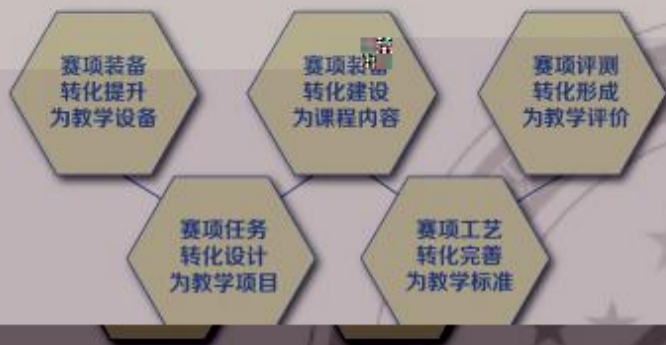 赛项装备
转化提升
为教学设备
赛项装
转化建设
为课程内容
赛项评测
转化形成
为教学评价
赛项任务
转化设计
为教学项目
赛项工艺
转化完善
为教学标准